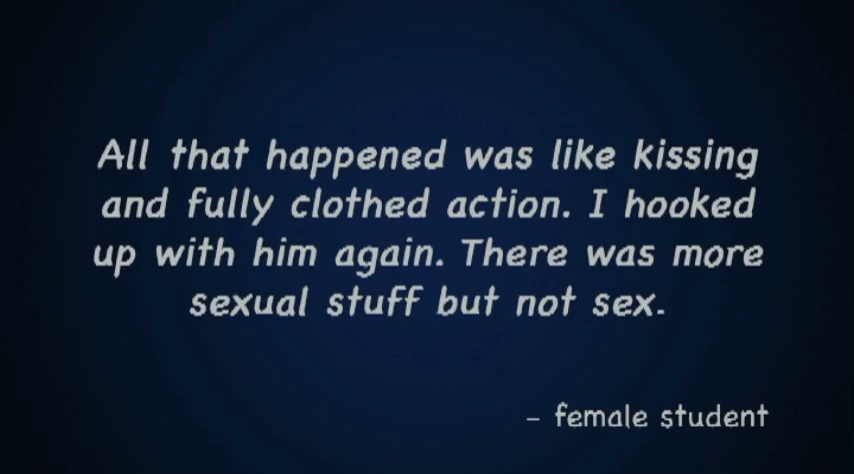 All that happened was like kissing
and fully clothed action. I hooked
up with him again. There was more
sexual stuff but not sex.
– female student